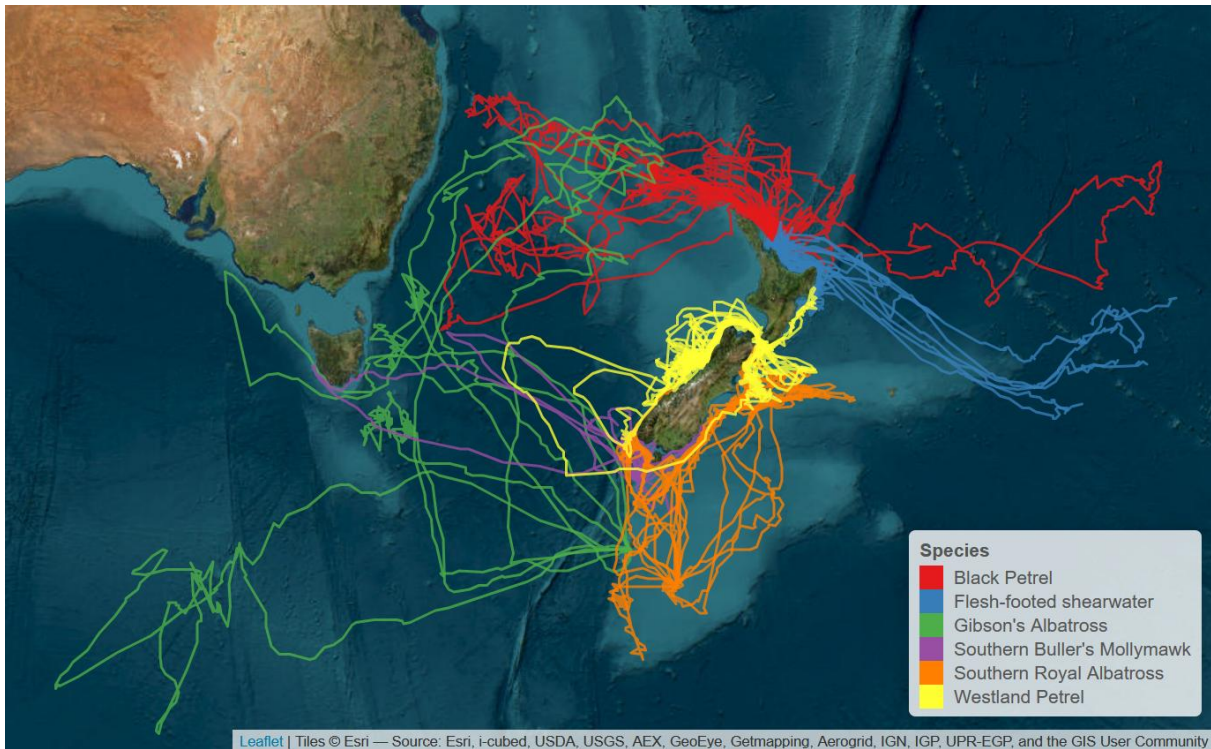 Species
Black Petrel
Flesh-footed shearwater
Gibson's Albatross
Southern Buller's Mollymawk
Southern Royal Albatross
Westland Petrel
Leaflet | Tiles © Esri — Source: Esri, i-cubed, USDA, USGS, AEX, GeoEye, Getmapping, Aerogrid, IGN, IGP, UPR-EGP, and the GIS User Community